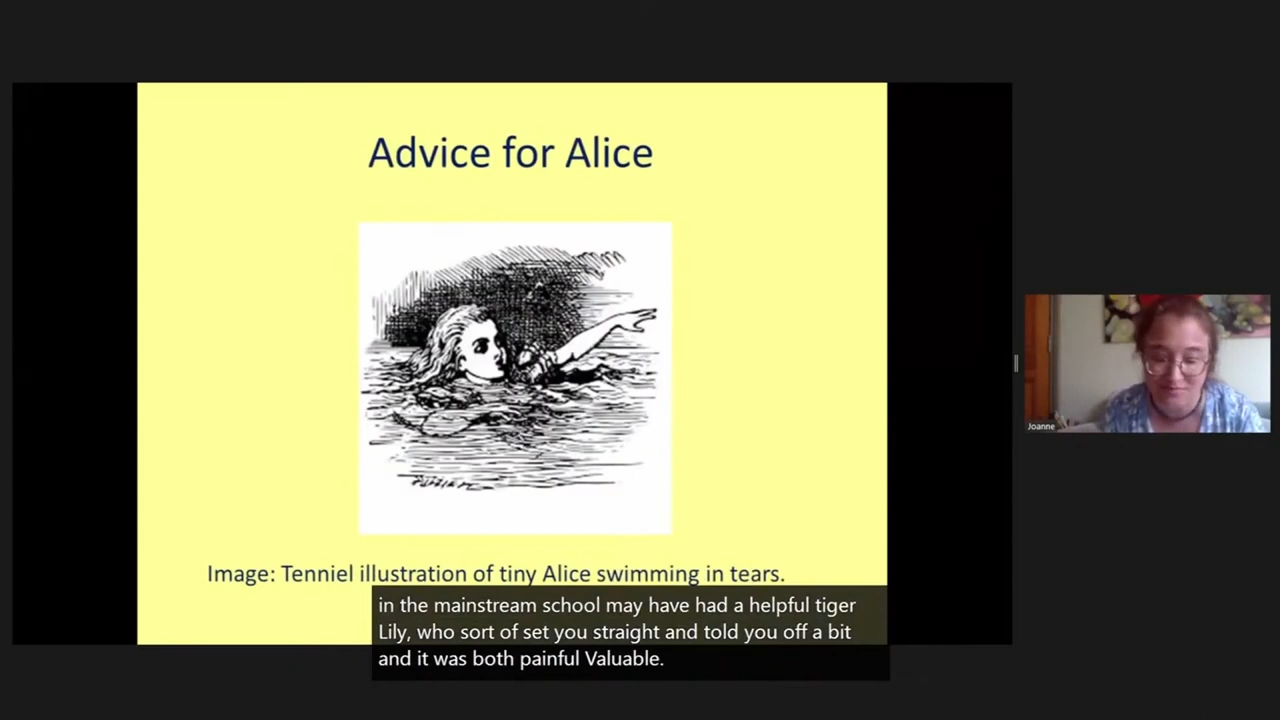 Advice for Alice
Image: Tenniel illustration of tiny Alice swimming in tears.
in the mainstream school may have had a helpful tiger
Lily, who sort of set you straight and told you off a bit
and it was both painful Valuable.
Joanne